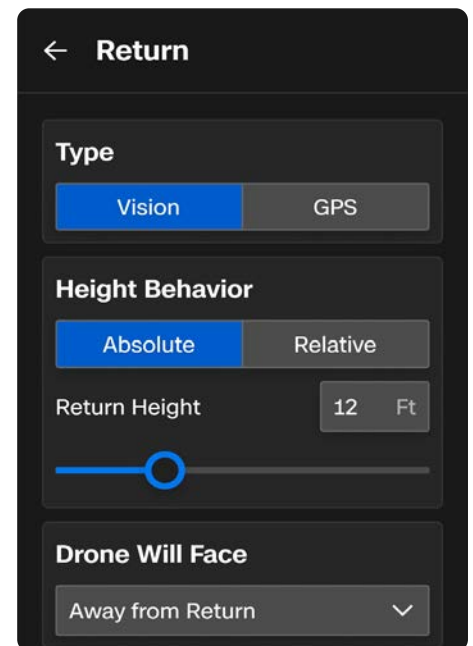 Return
Type
Vision GPS
Height Behavior
Absolute Relative
Return Height 12 Ft
Drone Will Face
Away from Return